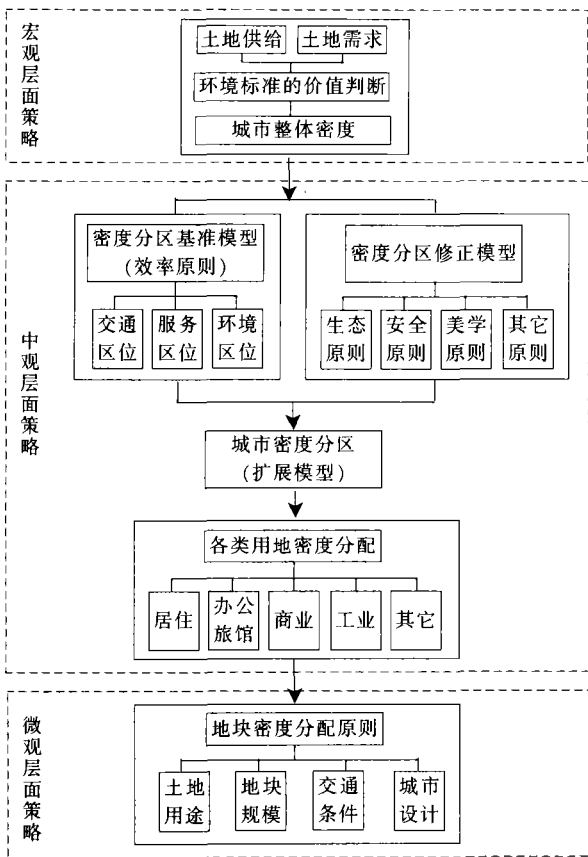 宏观层面策略
土地供给 土地需求
环境标准的价值判断
城市整体密度
中观层面策略
密度分区基准模型
(效率原则)
交通
区位
服务
区位
环境
区位
密度分区修正模型
生态
原则
安全
原则
美学
原则
其它
原则
城市密度分区
(扩展模型)
各类用地密度分配
居住
办公
旅馆
商业
工业
其它
微观层面策略
地块密度分配原则
土地
用途
地块
规模
交通
条件
城市
设计